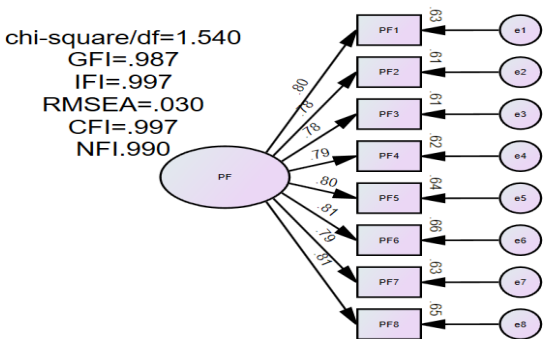 chi-square/df=1.540
GFI=.987
IFI=.997
RMSEA=.030
CFI=.997
NFI.990
PF
.80
.78
.78
.79
.80
.81
.79
.81
.63
PF1
e1
.61
PF2
e2
.61
PF3
e3
.62
PF4
e4
.64
PF5
e5
.66
PF6
e6
.63
PF7
e7
.65
PF8
e8